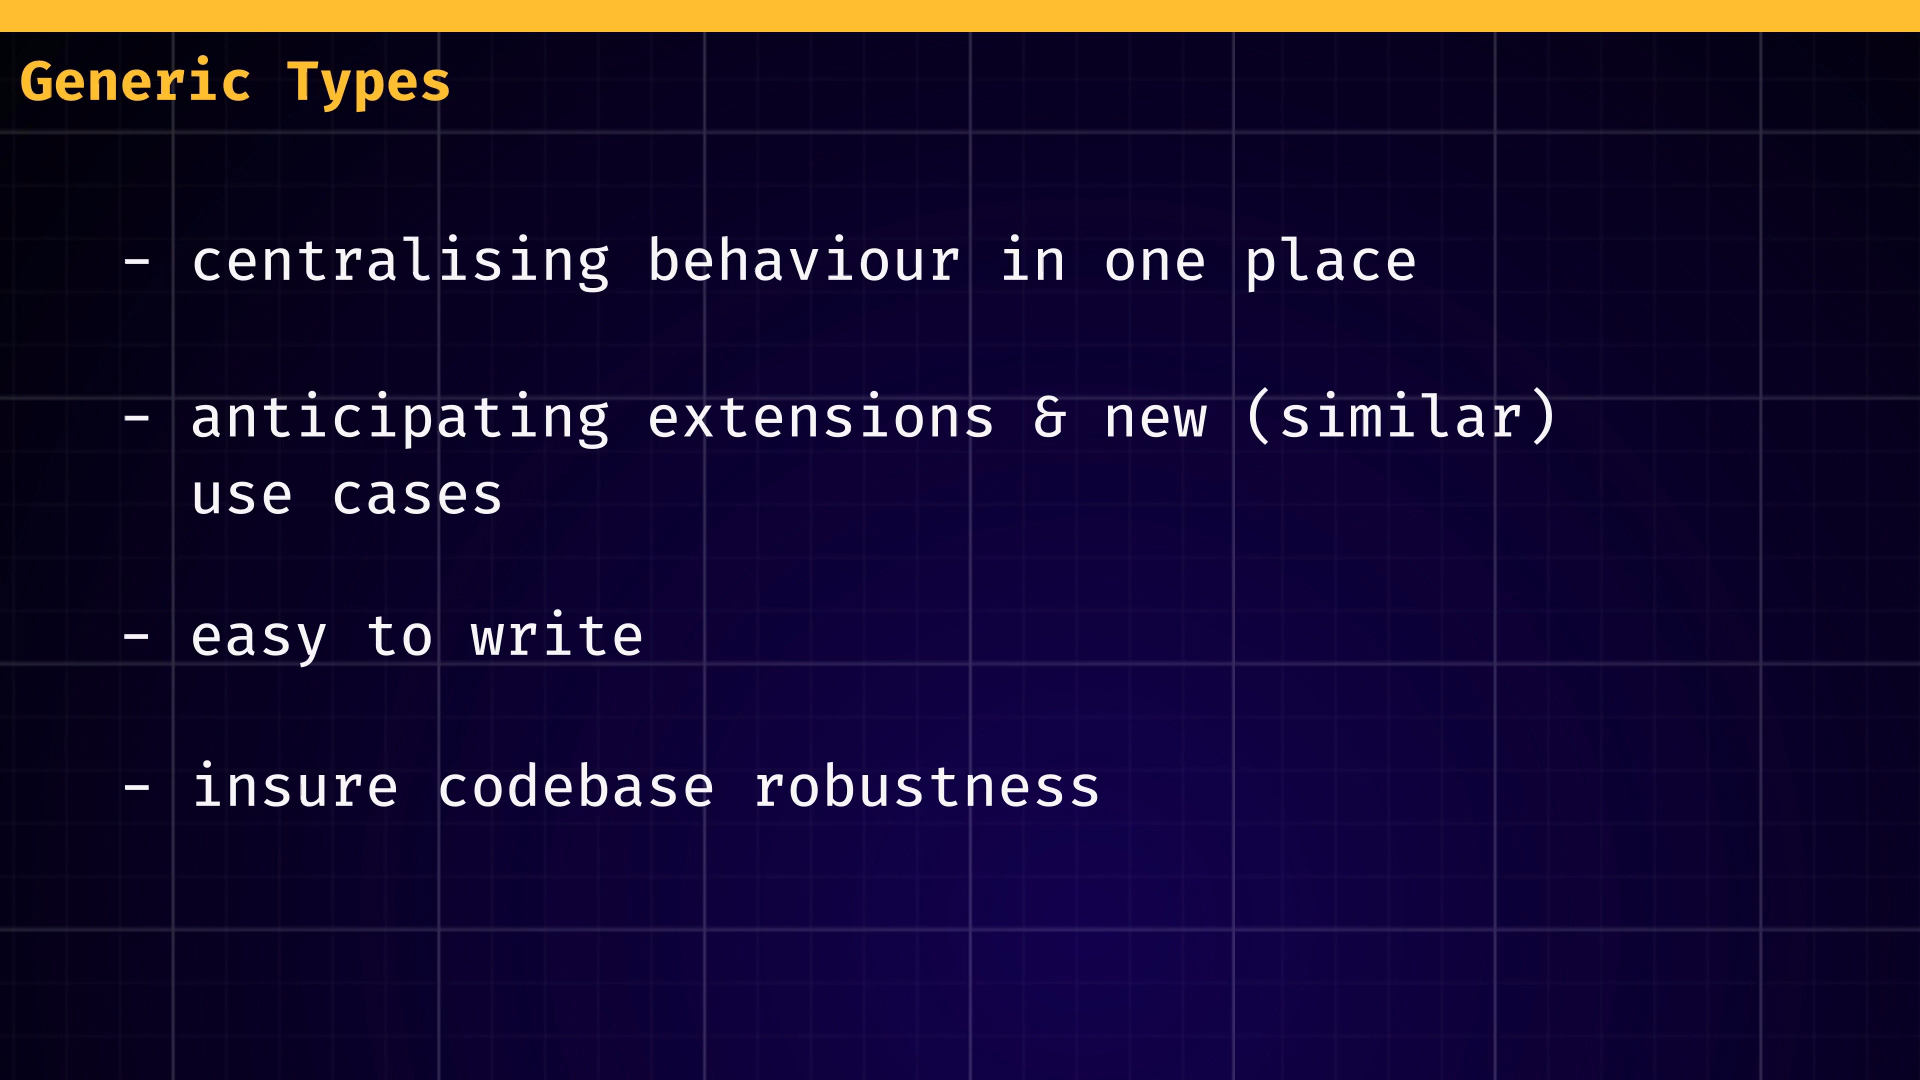 Generic Types
- centralising behaviour in one place
- anticipating extensions & new (similar)
use cases
- easy to write
- insure codebase robustness